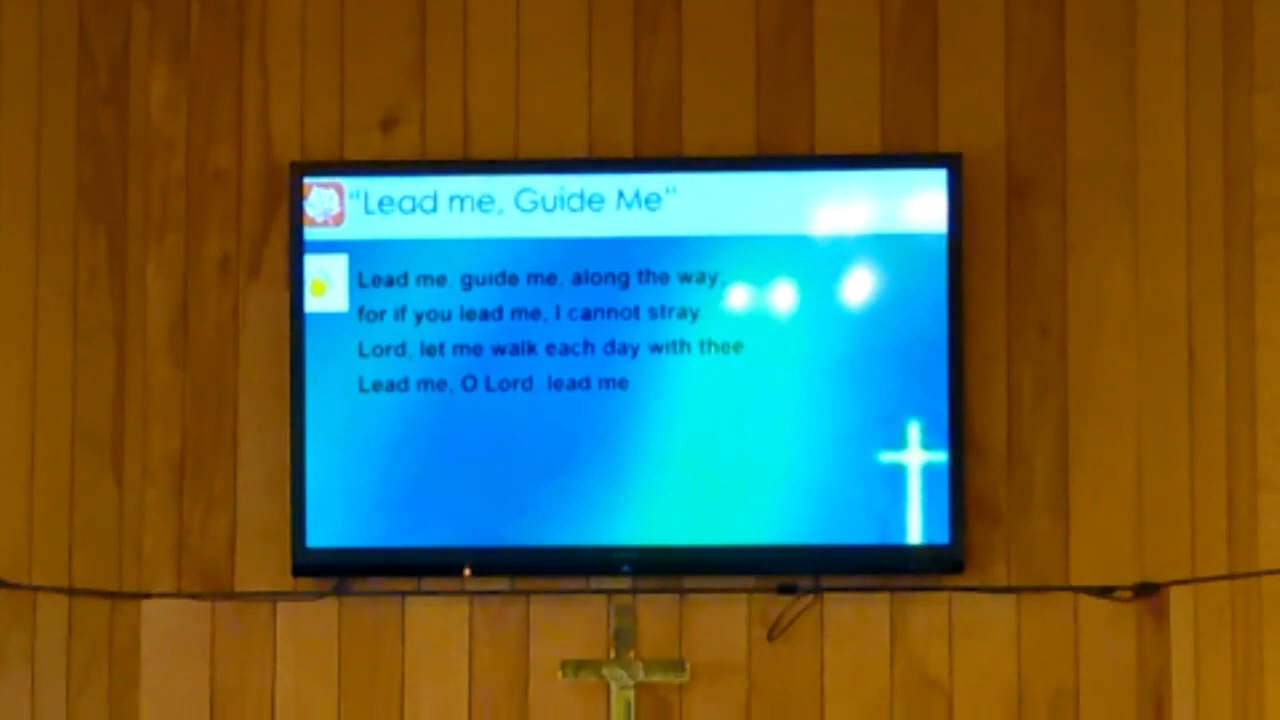 "Lead me, Guide Me"
Lead me, guide me, along the way;
for if you lead me, I cannot stray.
Lord, let me walk each day with thee
Lead me, O Lord, lead me